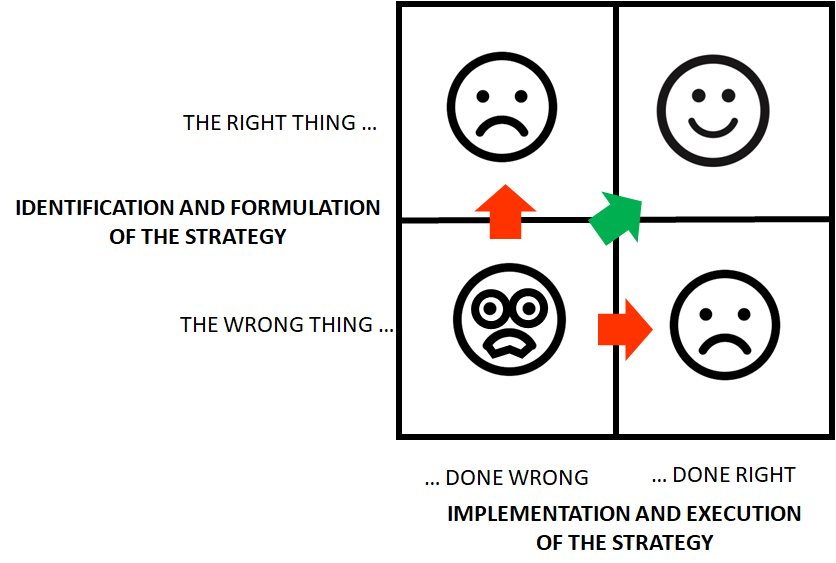 THE RIGHT THING ...
IDENTIFICATION AND FORMULATION
OF THE STRATEGY
THE WRONG THING ...
... DONE WRONG
... DONE RIGHT
IMPLEMENTATION AND EXECUTION
OF THE STRATEGY